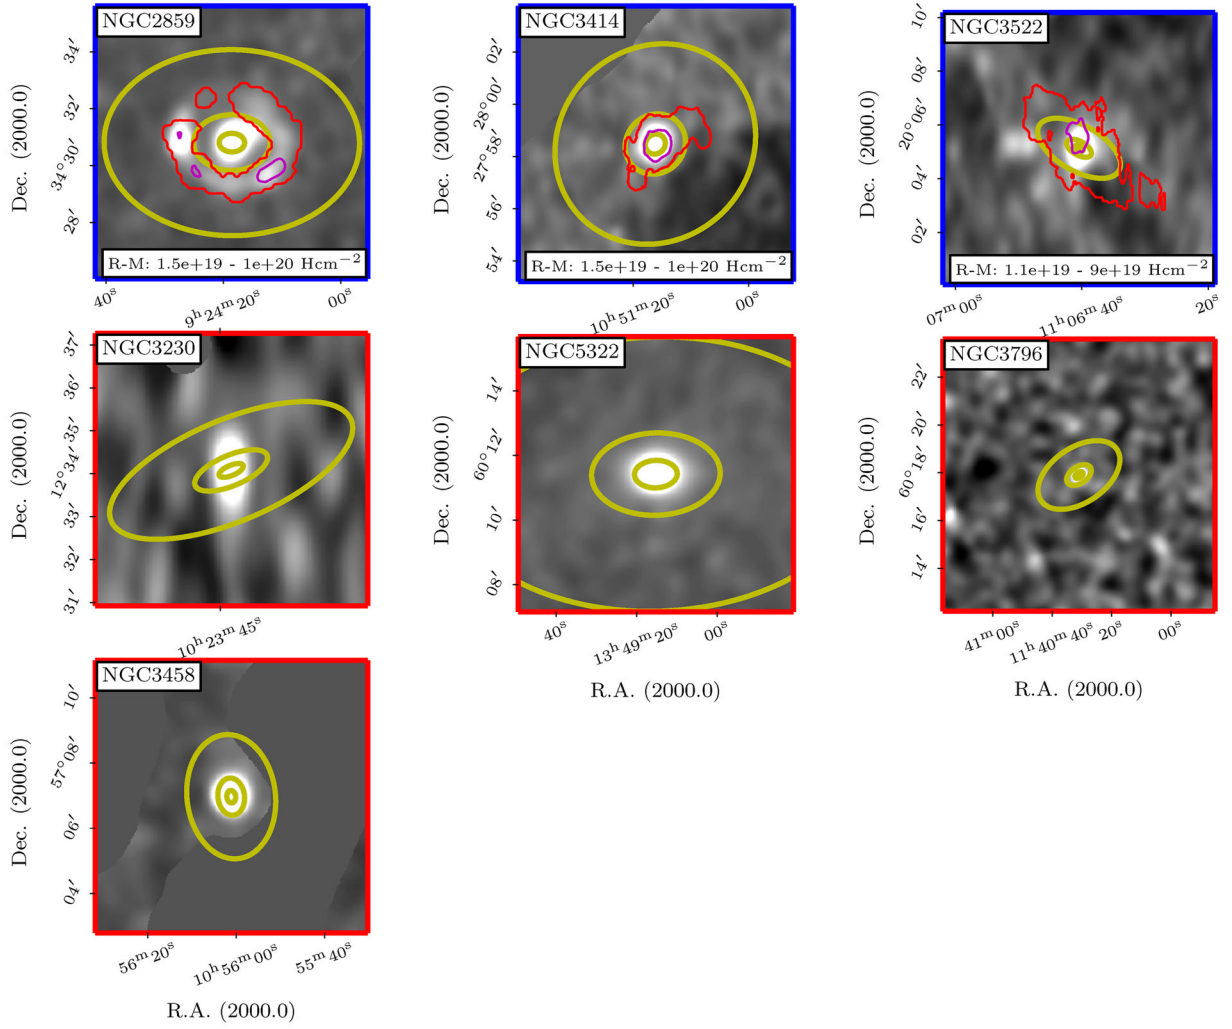 NGC2859
Dec. (2000.0)
34′
32′
34°30′
28′
R-M: 1.5e+19 - 1e+20 Hcm⁻²
40ˢ
9ʰ24ᵐ20ˢ
00ˢ
NGC3414
Dec. (2000.0)
02′
28°00′
27°58′
56′
54′
R-M: 1.5e+19 - 1e+20 Hcm⁻²
10ʰ51ᵐ20ˢ
00ˢ
NGC3522
Dec. (2000.0)
10′
08′
20°06′
04′
02′
R-M: 1.1e+19 - 9e+19 Hcm⁻²
07ᵐ00ˢ
11ʰ06ᵐ40ˢ
20ˢ
NGC3230
Dec. (2000.0)
37′
36′
35′
12°34′
33′
32′
31′
10ʰ23ᵐ45ˢ
NGC5322
Dec. (2000.0)
14′
60°12′
10′
08′
40ˢ
13ʰ49ᵐ20ˢ
00ˢ
R.A. (2000.0)
NGC3796
Dec. (2000.0)
22′
20′
60°18′
16′
14′
41ᵐ00ˢ
11ʰ40ᵐ40ˢ
20ˢ
00ˢ
R.A. (2000.0)
NGC3458
Dec. (2000.0)
10′
57°08′
06′
04′
56ᵐ20ˢ
10ʰ56ᵐ00ˢ
55ᵐ40ˢ
R.A. (2000.0)